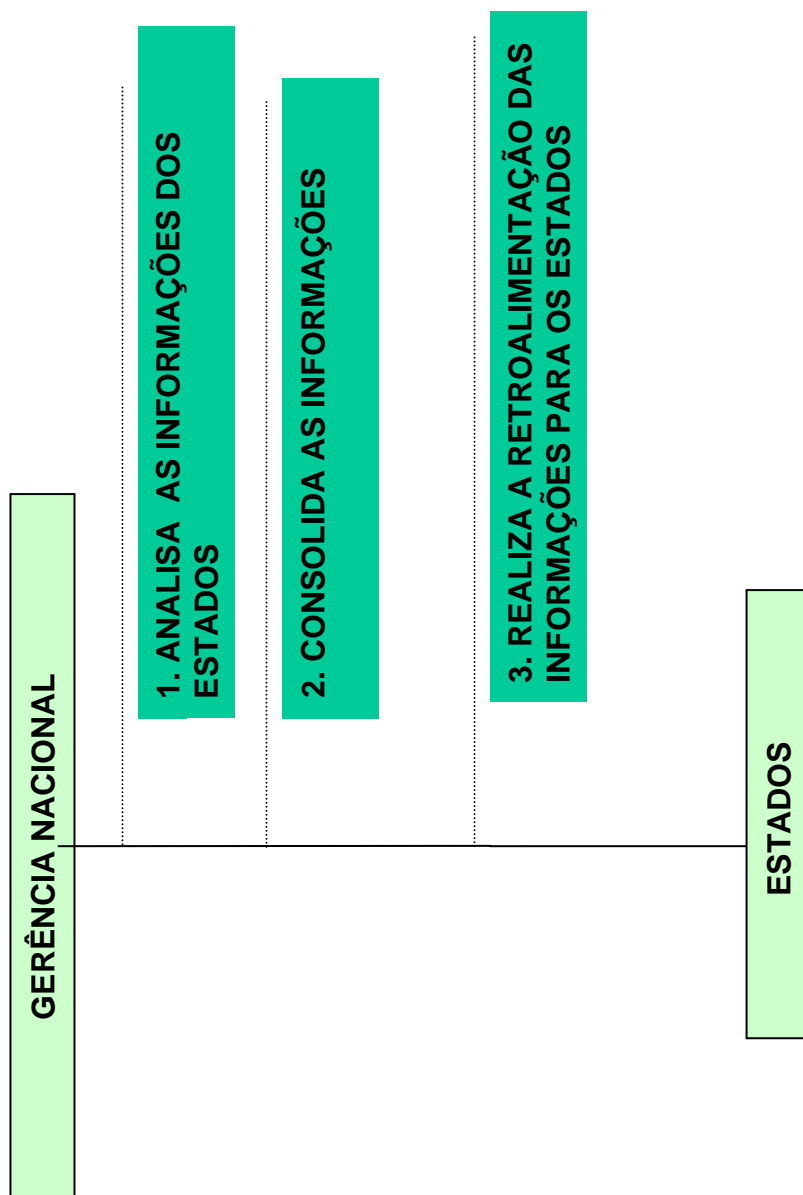 GERÊNCIA NACIONAL
1. ANALISA  AS INFORMAÇÕES DOS
ESTADOS
2. CONSOLIDA AS INFORMAÇÕES
3. REALIZA A RETROALIMENTAÇÃO DAS
INFORMAÇÕES PARA OS ESTADOS
ESTADOS